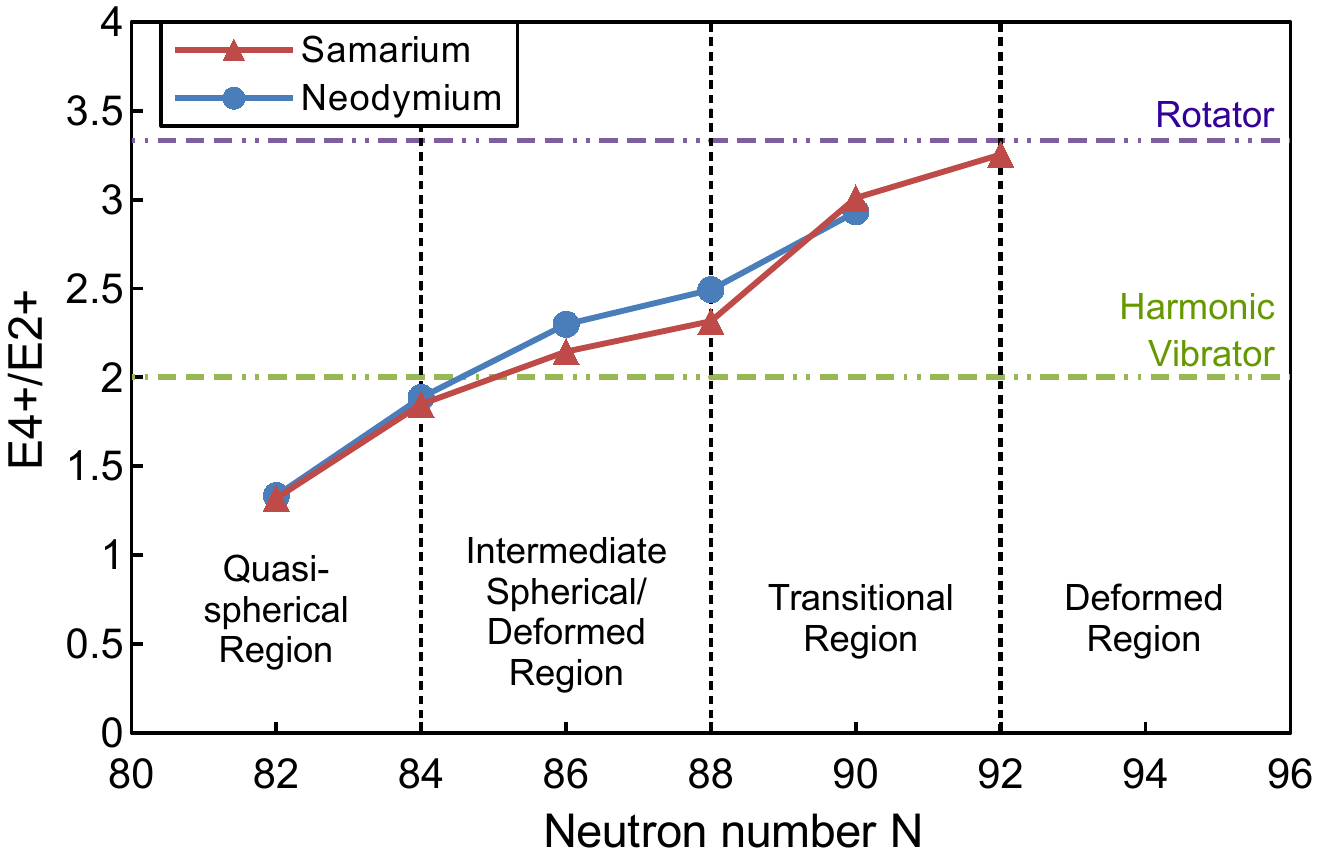 Samarium
Neodymium
4
3.5
3
2.5
2
1.5
1
0.5
0
E4+/E2+
Rotator
Harmonic
Vibrator
Quasi-
spherical
Region
Intermediate
Spherical/
Deformed
Region
Transitional
Region
Deformed
Region
80 82 84 86 88 90 92 94 96
Neutron number N